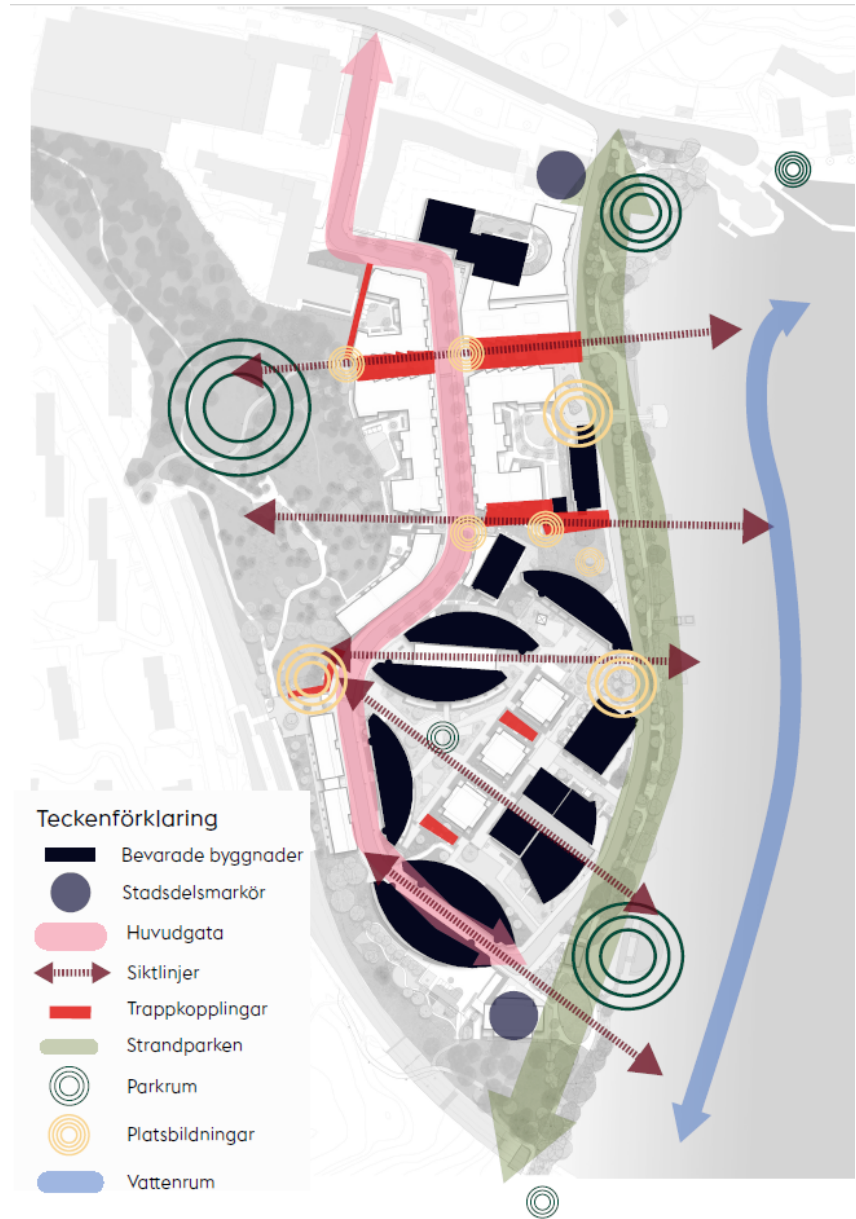 Teckenförklaring
Bevarade byggnader
Stadsdelsmarkör
Huvudgata
Siktlinjer
Trappkopplingar
Strandparken
Parkrum
Platsbildningar
Vattenrum